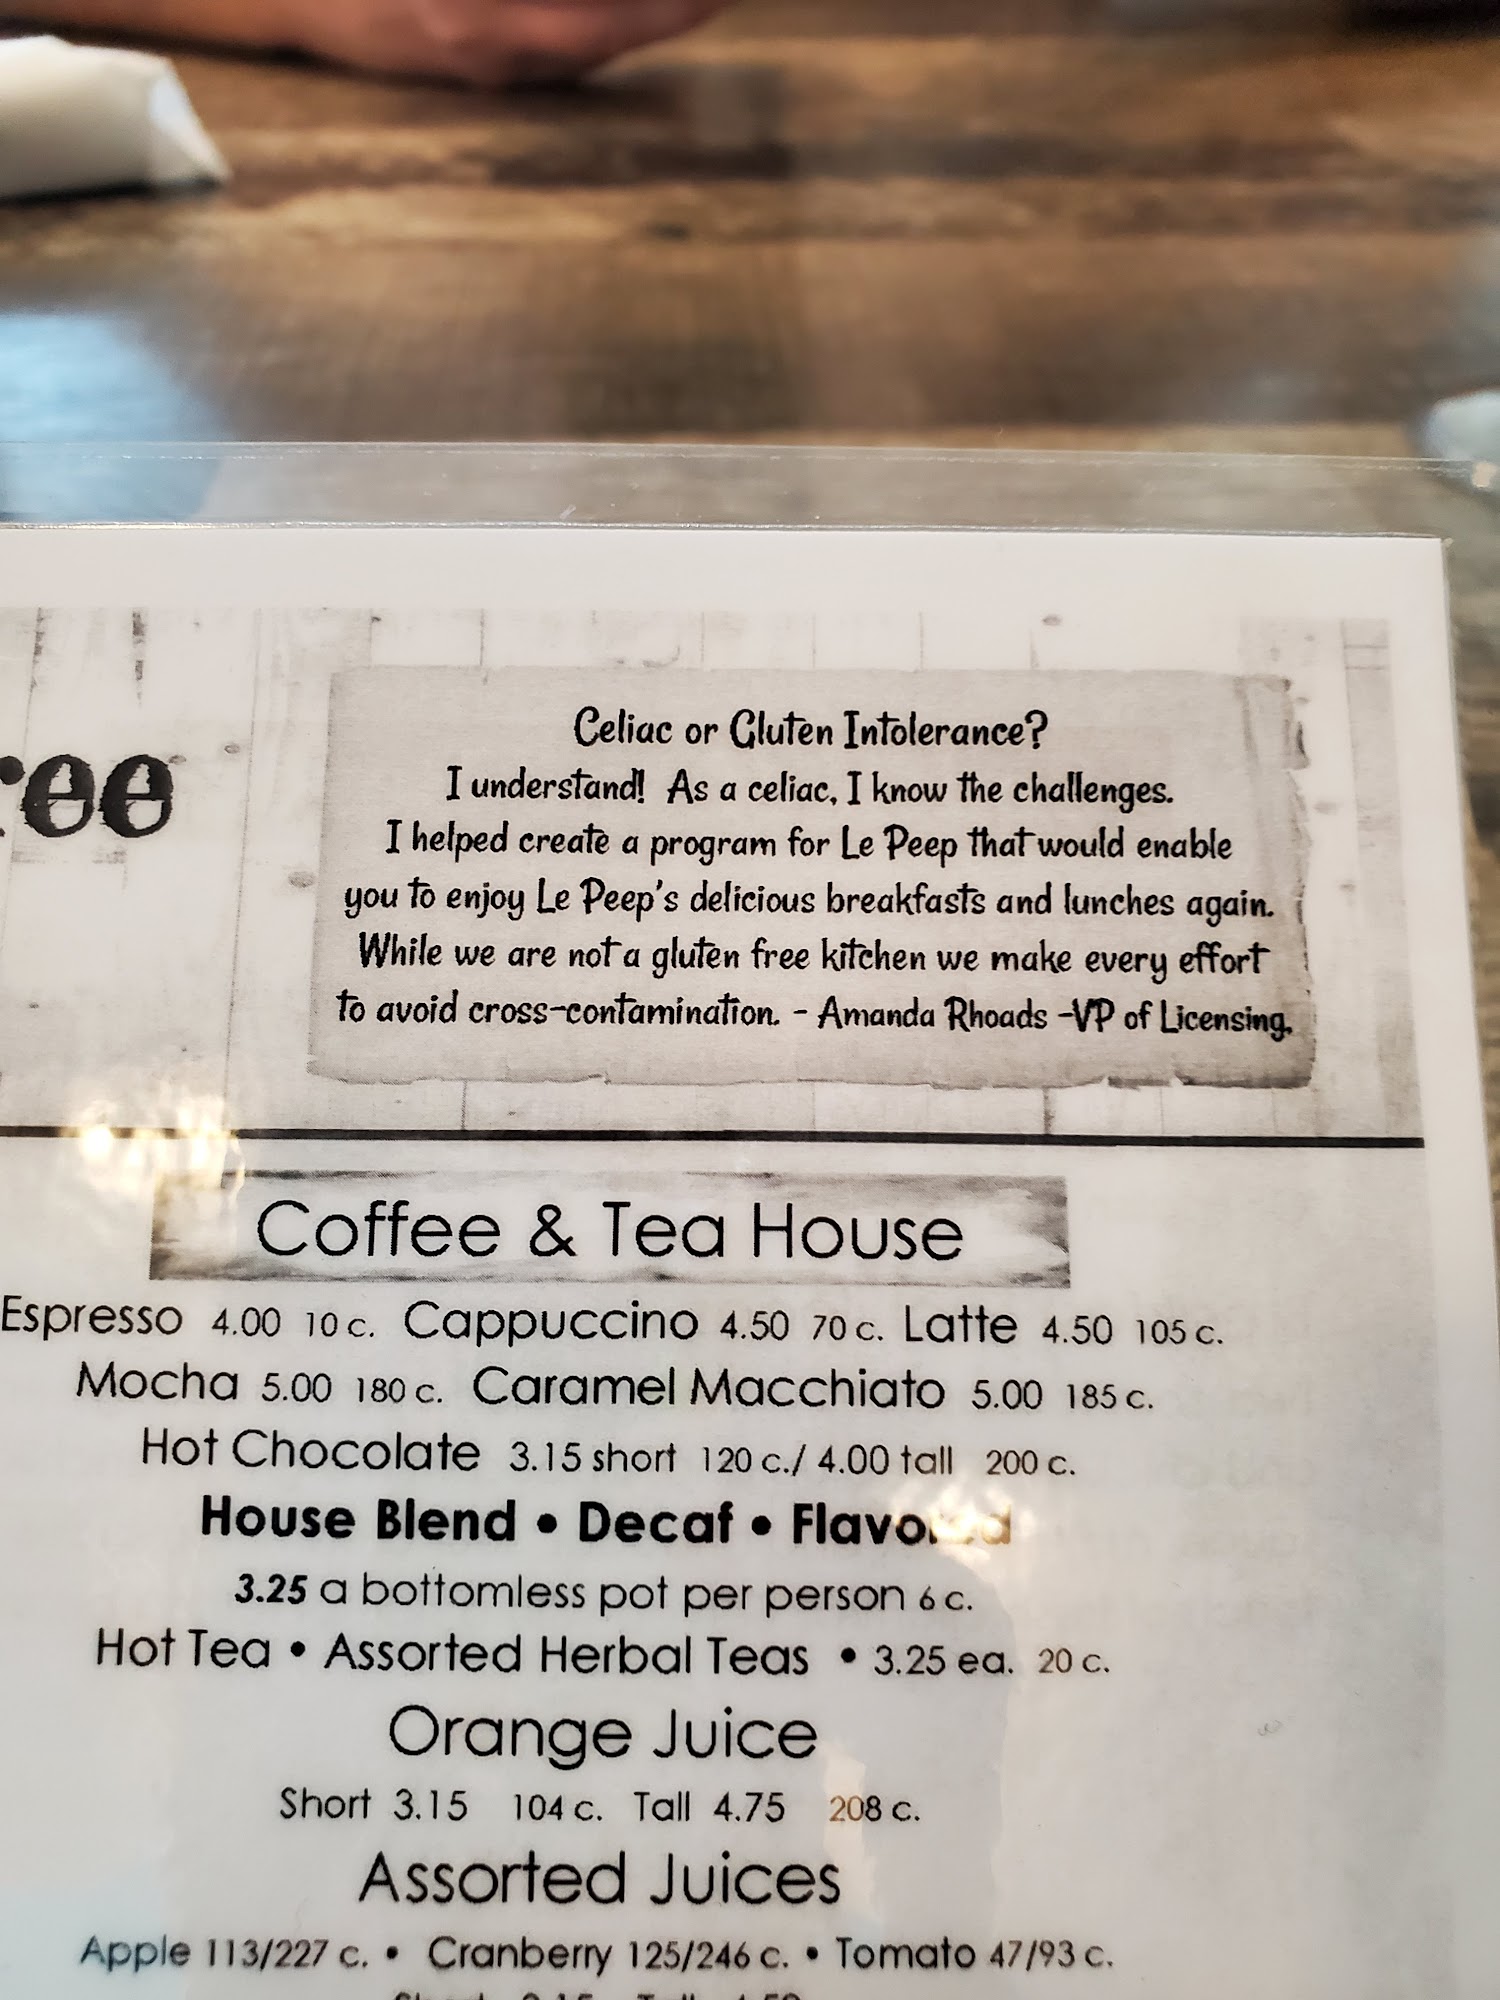 ree
Celiac or Gluten Intolerance?
I understand! As a celiac, I know the challenges.
I helped create a program for Le Peep that would enable
you to enjoy Le Peep's delicious breakfasts and lunches again.
While we are not a gluten free kitchen we make every effort
to avoid cross-contamination. - Amanda Rhoads -VP of Licensing.
Coffee & Tea House
Espresso 4.00 10 c. Cappuccino 4.50 70 c. Latte 4.50 105 c.
Mocha 5.00 180 c. Caramel Macchiato 5.00 185 c.
Hot Chocolate 3.15 short 120 c./ 4.00 tall 200 c.
House Blend • Decaf • Flavored
3.25 a bottomless pot per person 6 c.
Hot Tea • Assorted Herbal Teas • 3.25 ea. 20 c.
Orange Juice
Short 3.15 104 c. Tall 4.75 208 c.
Assorted Juices
Apple 113/227 c. • Cranberry 125/246 c. • Tomato 47/93 c.